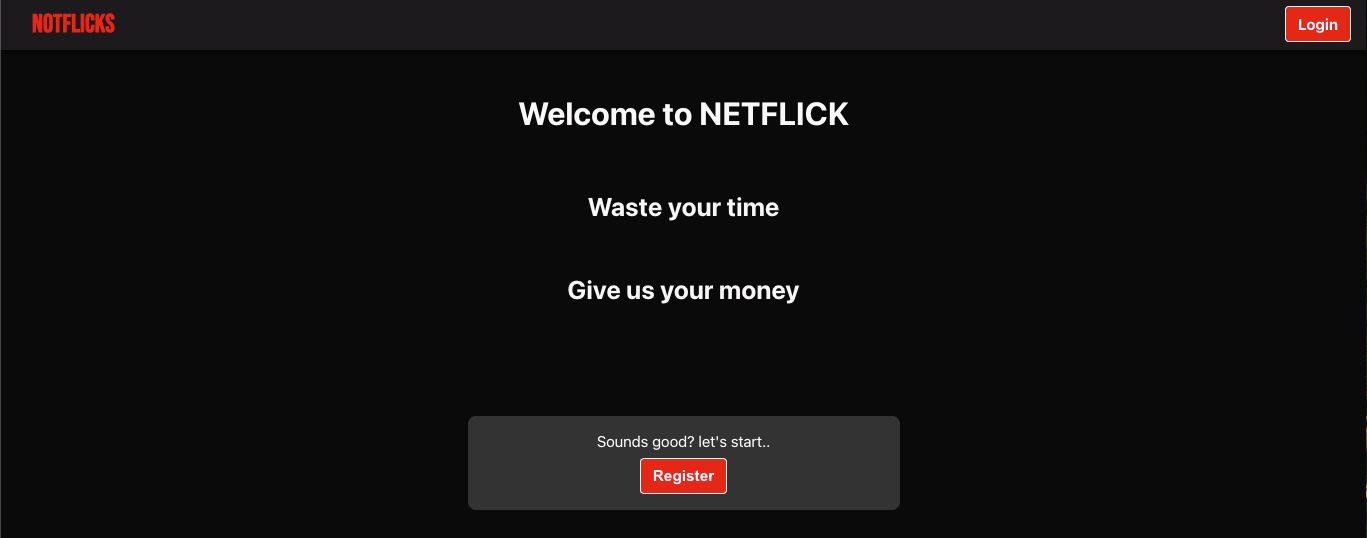 NOTFLICKS
Login
Welcome to NETFLICK
Waste your time
Give us your money
Sounds good? let's start..
Register